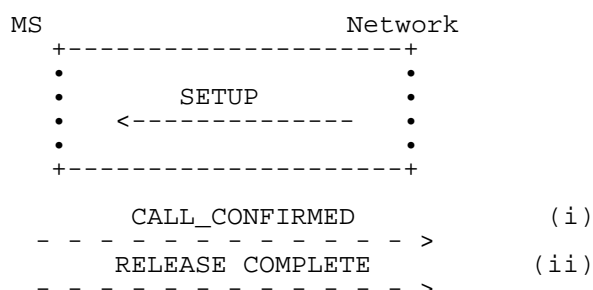 MS Network
SETUP
CALL_CONFIRMED (i)
RELEASE COMPLETE (ii)